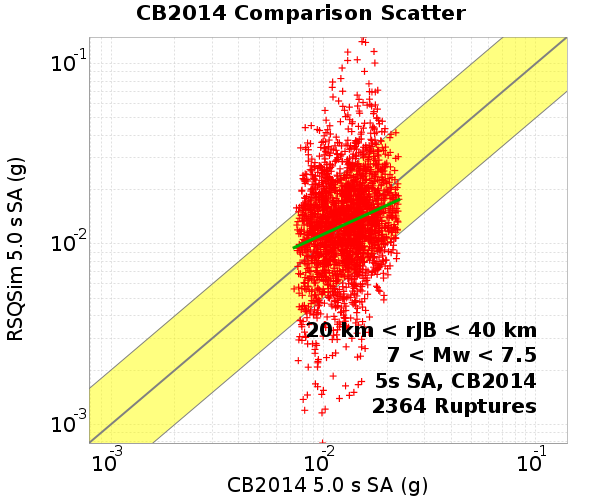 CB2014 Comparison Scatter
RSQSim 5.0 s SA (g)
10-1
10-2
10-3
20 km < rJB < 40 km
7 < Mw < 7.5
5s SA, CB2014
2364 Ruptures
10-3 10-2 10-1
CB2014 5.0 s SA (g)